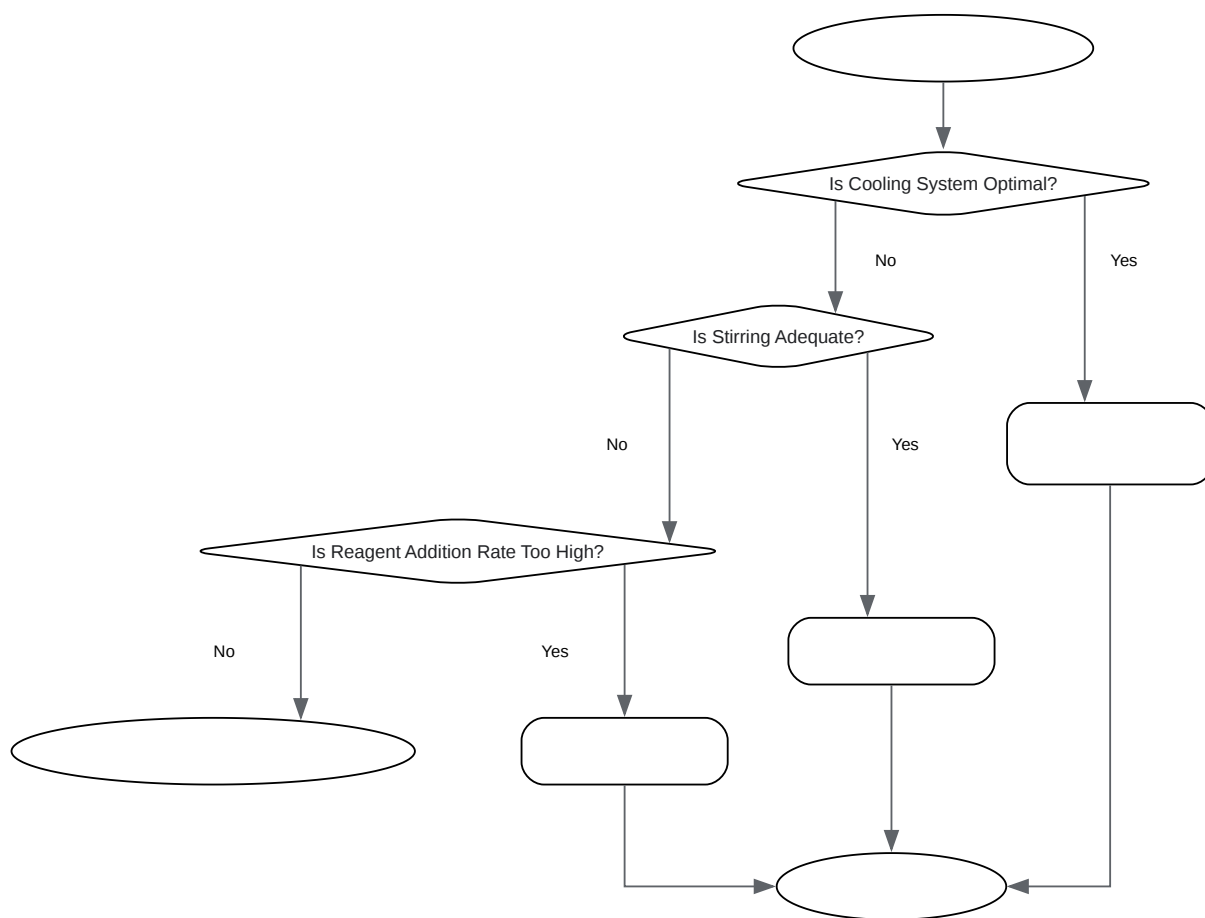 Is Cooling System Optimal?
No
Yes
Is Stirring Adequate?
No
Yes
Is Reagent Addition Rate Too High?
No
Yes